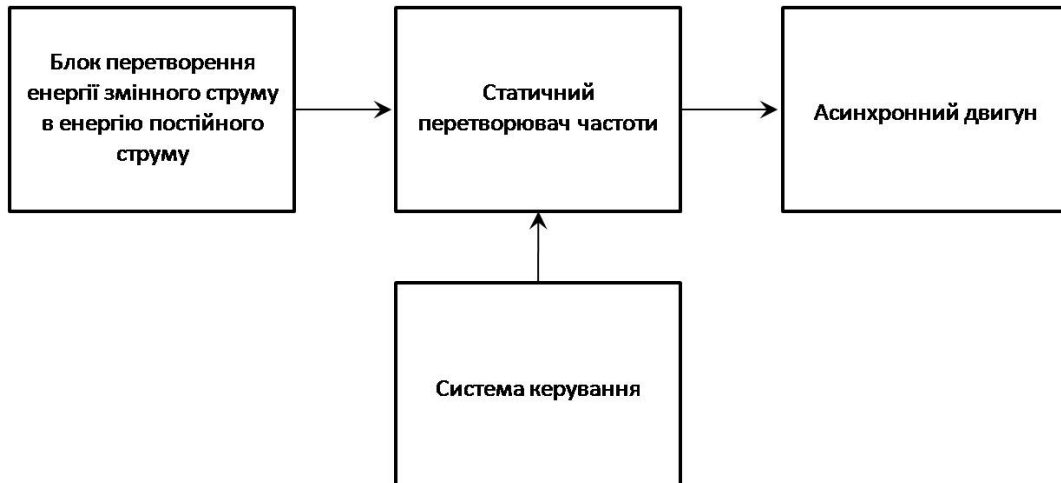 Блок перетворення
енергії змінного струму
в енергію постійного
струму
Статичний
перетворювач частоти
Асинхронний двигун
Система керування